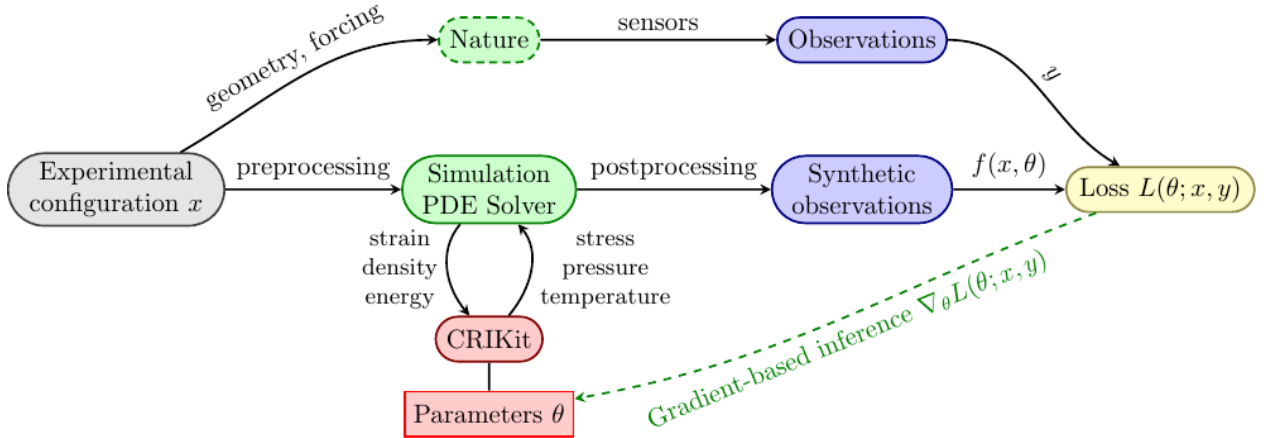 geometry, forcing
Nature
sensors
Observations
y
Experimental
configuration x
preprocessing
Simulation
PDE Solver
postprocessing
Synthetic
observations
f(x, θ)
Loss L(θ; x, y)
strain
density
energy
stress
pressure
temperature
CRIKit
Parameters θ
Gradient-based inference ∇θL(θ; x, y)